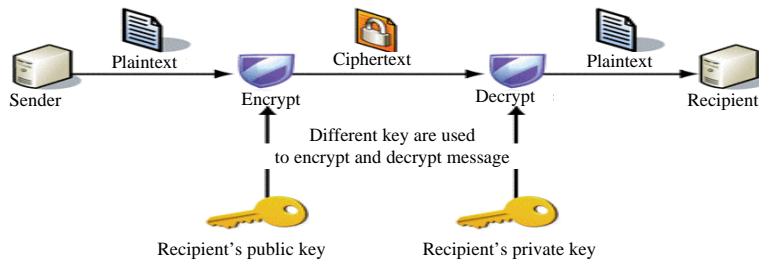 Plaintext
Ciphertext
Plaintext
Sender
Encrypt
Decrypt
Recipient
Different key are used
to encrypt and decrypt message
Recipient's public key
Recipient's private key